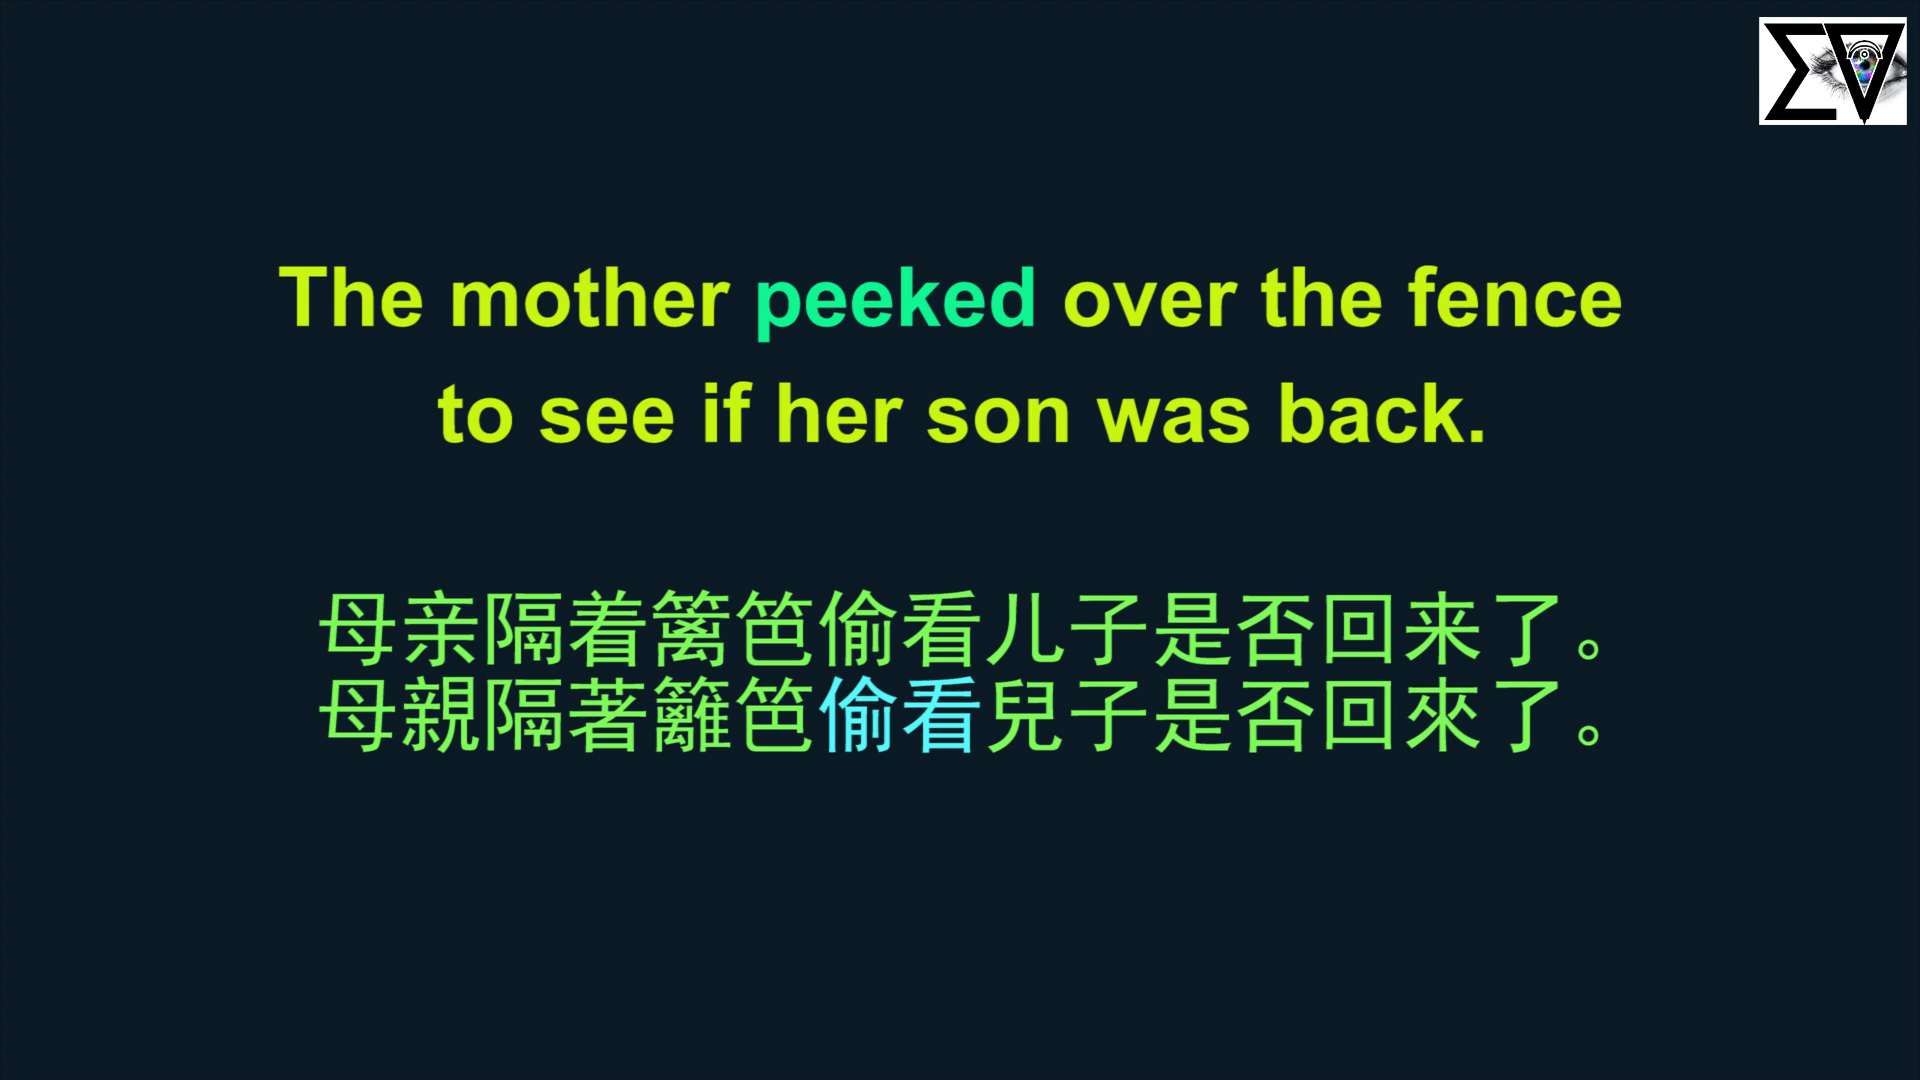 The mother peeked over the fence
to see if her son was back.
母亲隔着篱笆偷看儿子是否回来了。
母親隔著籬笆偷看兒子是否回來了。